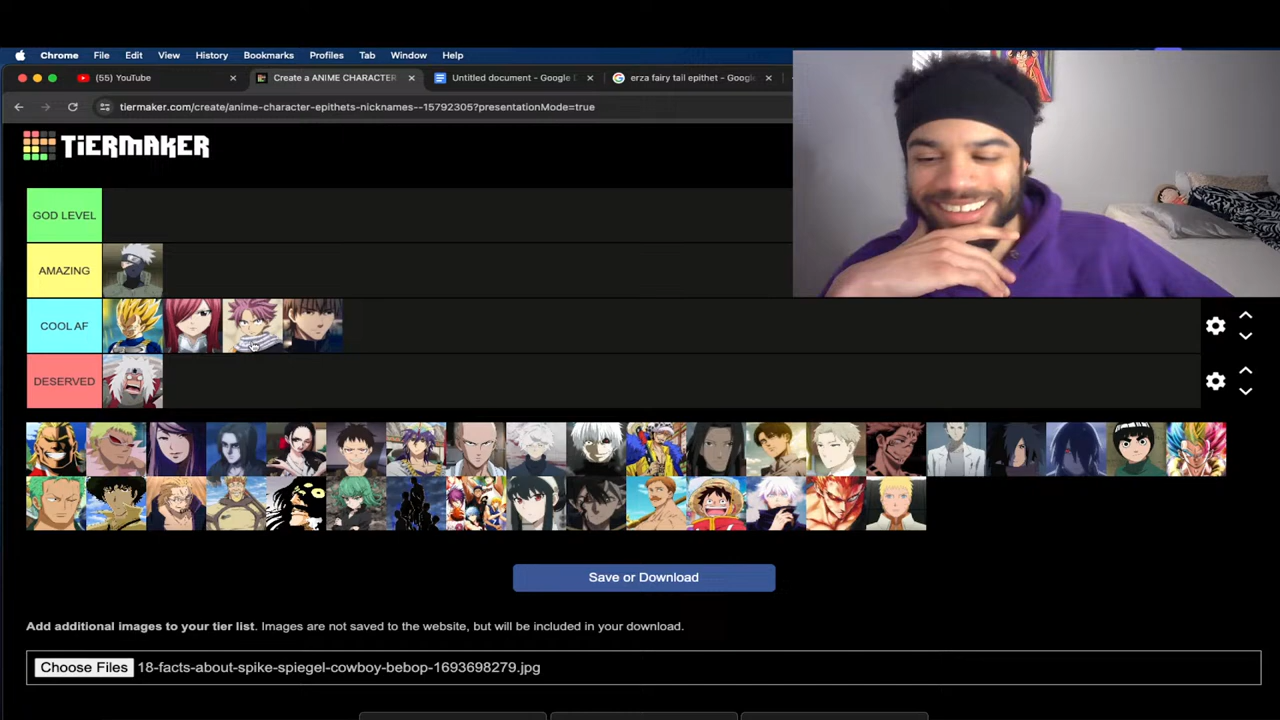 Chrome File Edit View History Bookmarks Profiles Tab Window Help
(55) YouTube × Create a ANIME CHARACTER × Untitled document - Google D × erza fairy tail epithet - Googl ×
tiermaker.com/create/anime-character-epithets-nicknames--15792305?presentationMode=true
TiERMAKER
GOD LEVEL
AMAZING
COOL AF
DESERVED
Save or Download
Add additional images to your tier list. Images are not saved to the website, but will be included in your download.
Choose Files 18-facts-about-spike-spiegel-cowboy-bebop-1693698279.jpg